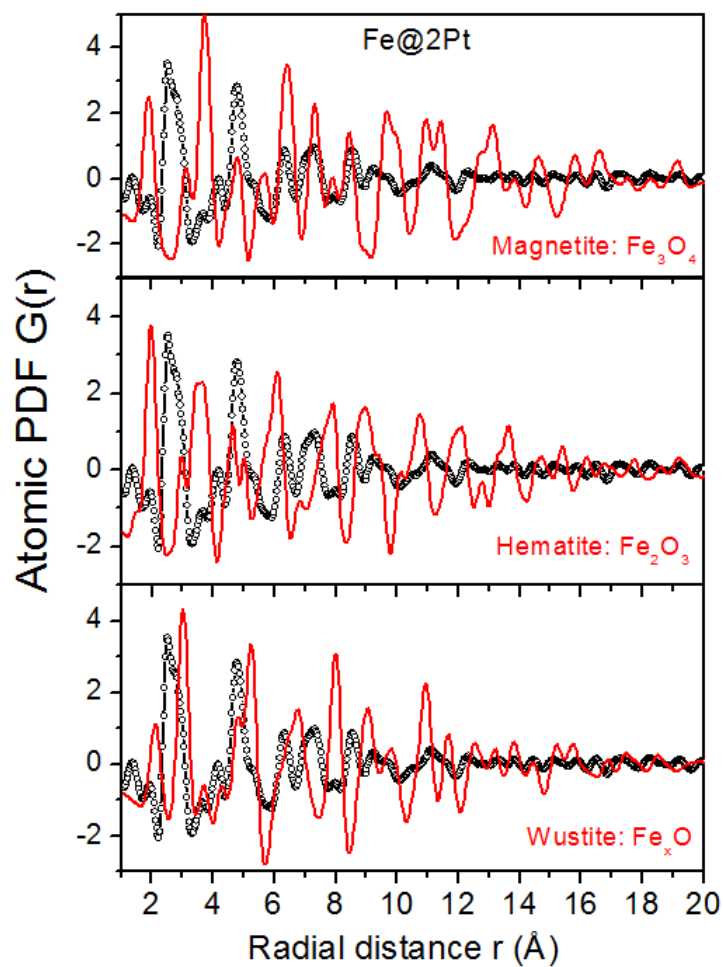 Fe@2Pt
Atomic PDF G(r)
4
2
0
-2
Magnetite: Fe₃O₄
4
2
0
-2
Hematite: Fe₂O₃
4
2
0
-2
Wustite: FeₓO
2 4 6 8 10 12 14 16 18 20
Radial distance r (Å)